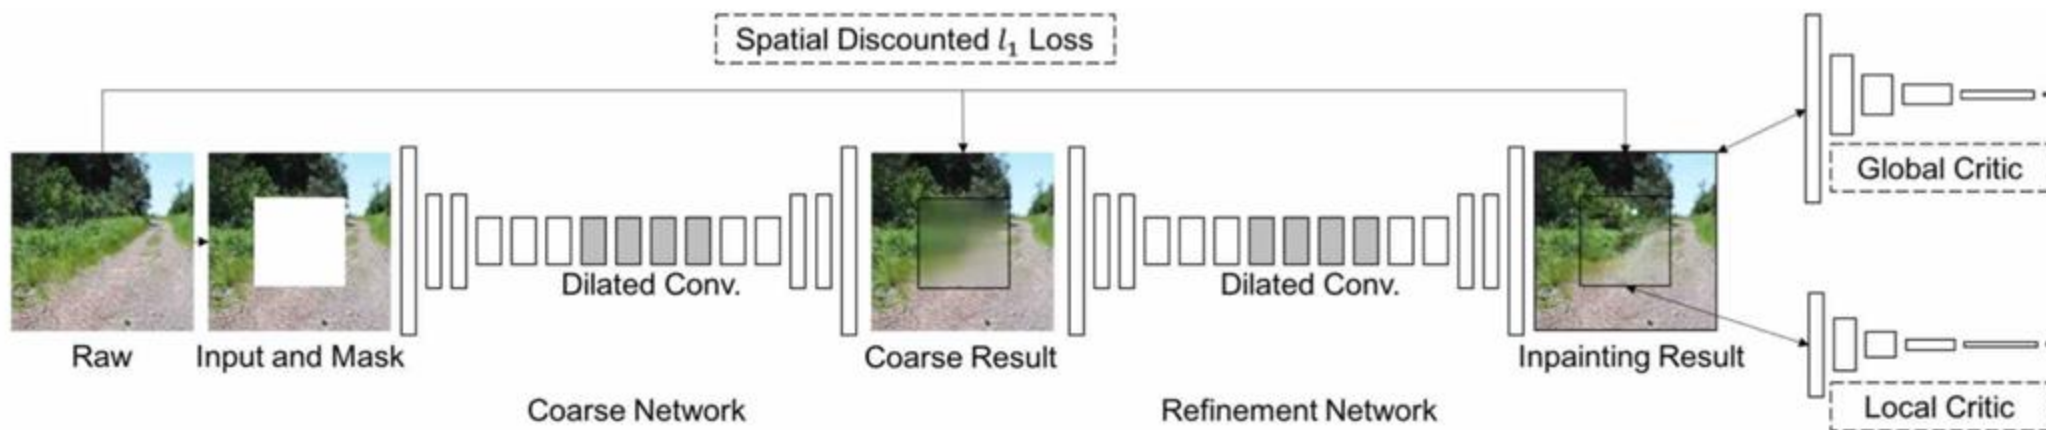 Spatial Discounted l₁ Loss
Global Critic
Dilated Conv.
Dilated Conv.
Raw
Input and Mask
Coarse Result
Inpainting Result
Coarse Network
Refinement Network
Local Critic